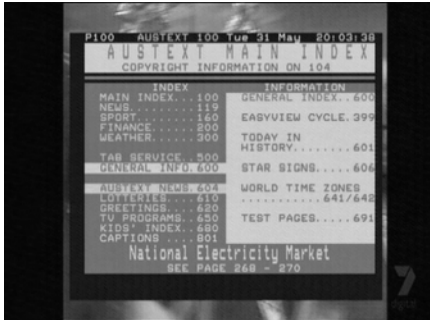 P100 AUSTEXT 100 Tue 31 May 20:03:38
AUSTEXT MAIN INDEX
COPYRIGHT INFORMATION ON 104
INDEX
MAIN INDEX...100
NEWS.........119
SPORT........160
FINANCE......200
WEATHER......300
TAB SERVICE..500
GENERAL INFO.600
AUSTEXT NEWS.604
LOTTERIES....610
GREETINGS....620
TV PROGRAMS..650
KIDS' INDEX..680
CAPTIONS ....801
INFORMATION
GENERAL INDEX..600
EASYVIEW CYCLE.399
TODAY IN
HISTORY........601
STAR SIGNS.....606
WORLD TIME ZONES
...........641/642
TEST PAGES.....691
National Electricity Market
SEE PAGE 268 - 270
7